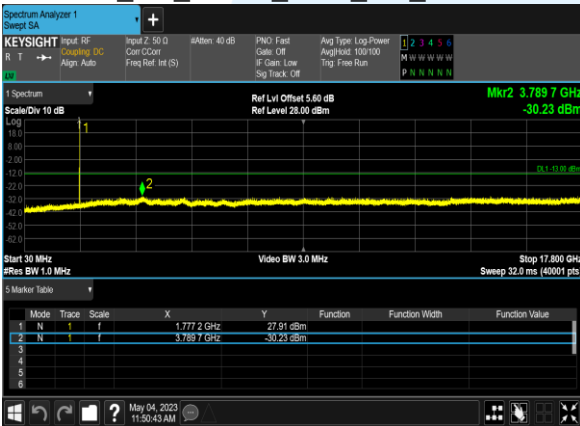 Spectrum Analyzer 1
Swept SA
+
KEYSIGHT Input: RF Input Z: 50 Ω #Atten: 40 dB PNO: Fast Avg Type: Log-Power 1 2 3 4 5 6
R T Coupling: DC Corr CCorr Gate: Off Avg|Hold: 100/100 M W W W W W
Align: Auto Freq Ref: Int (S) IF Gain: Low Trig: Free Run
Sig Track: Off P N N N N N
1 Spectrum Ref Lvl Offset 5.60 dB Mkr2 3.789 7 GHz
Scale/Div 10 dB Ref Level 28.00 dBm -30.23 dBm
Log
18.0
8.00
-2.00
-12.0
-22.0
-32.0
-42.0
-52.0
-62.0
1
2
DL1 -13.00 dBm
Start 30 MHz Video BW 3.0 MHz Stop 17.800 GHz
#Res BW 1.0 MHz Sweep 32.0 ms (40001 pts
5 Marker Table
Mode Trace Scale X Y Function Function Width Function Value
1 N 1 f 1.777 2 GHz 27.91 dBm
2 N 1 f 3.789 7 GHz -30.23 dBm
3
4
5
6
? May 04, 2023
11:50:43 AM